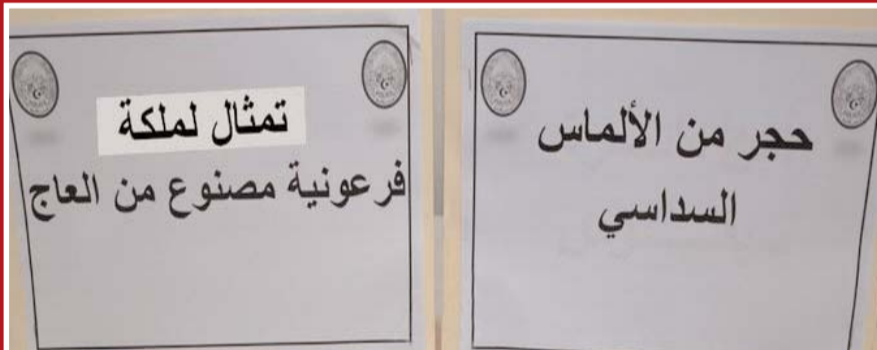 حجر من الألماس
السداسي
تمثال لملكة
فرعونية مصنوع من العاج